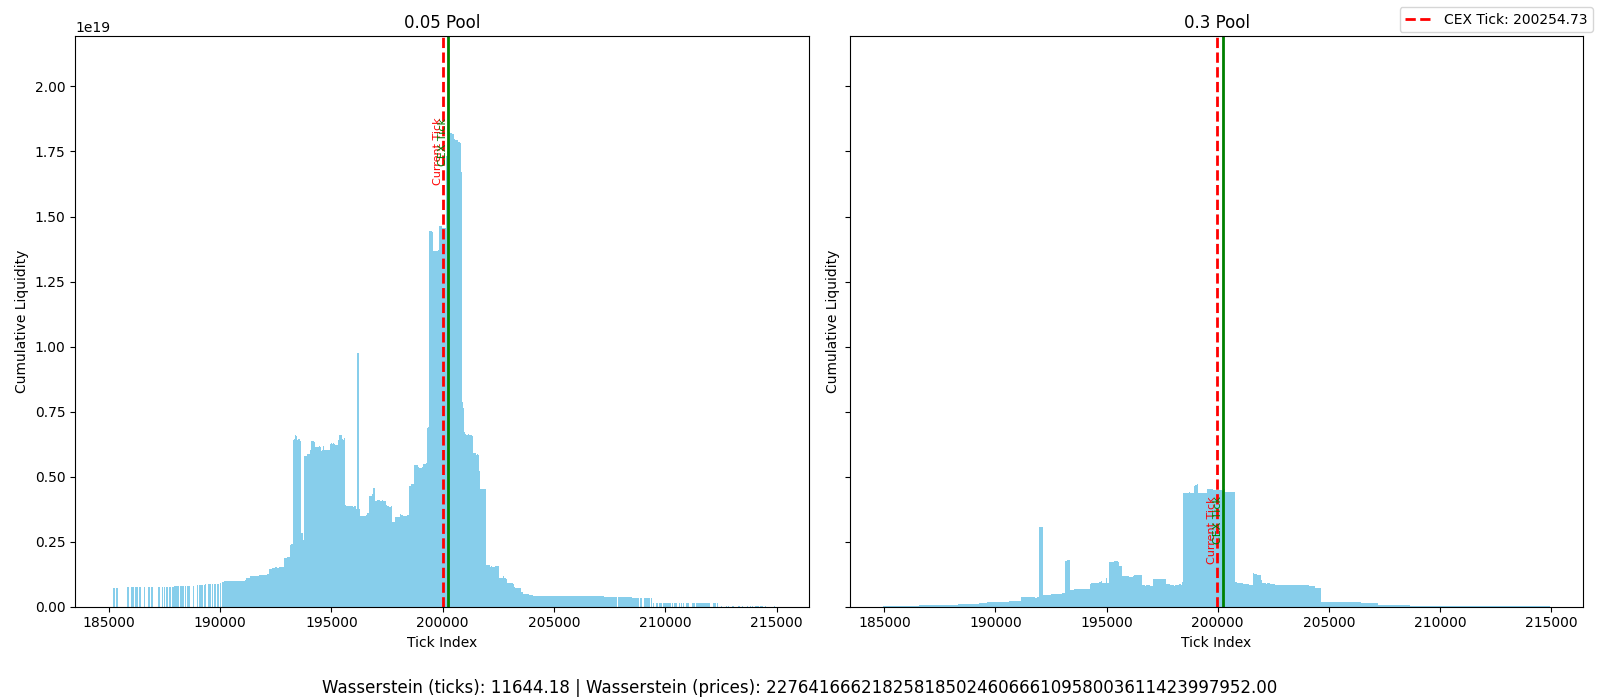 0.05 Pool
0.3 Pool
CEX Tick: 200254.73
1e19
2.00
1.75
1.50
1.25
1.00
0.75
0.50
0.25
0.00
Cumulative Liquidity
Current Tick
185000 190000 195000 200000 205000 210000 215000
Tick Index
Cumulative Liquidity
Current Tick
185000 190000 195000 200000 205000 210000 215000
Tick Index
Wasserstein (ticks): 11644.18 | Wasserstein (prices): 2276416662182581850246066610958003611423997952.00